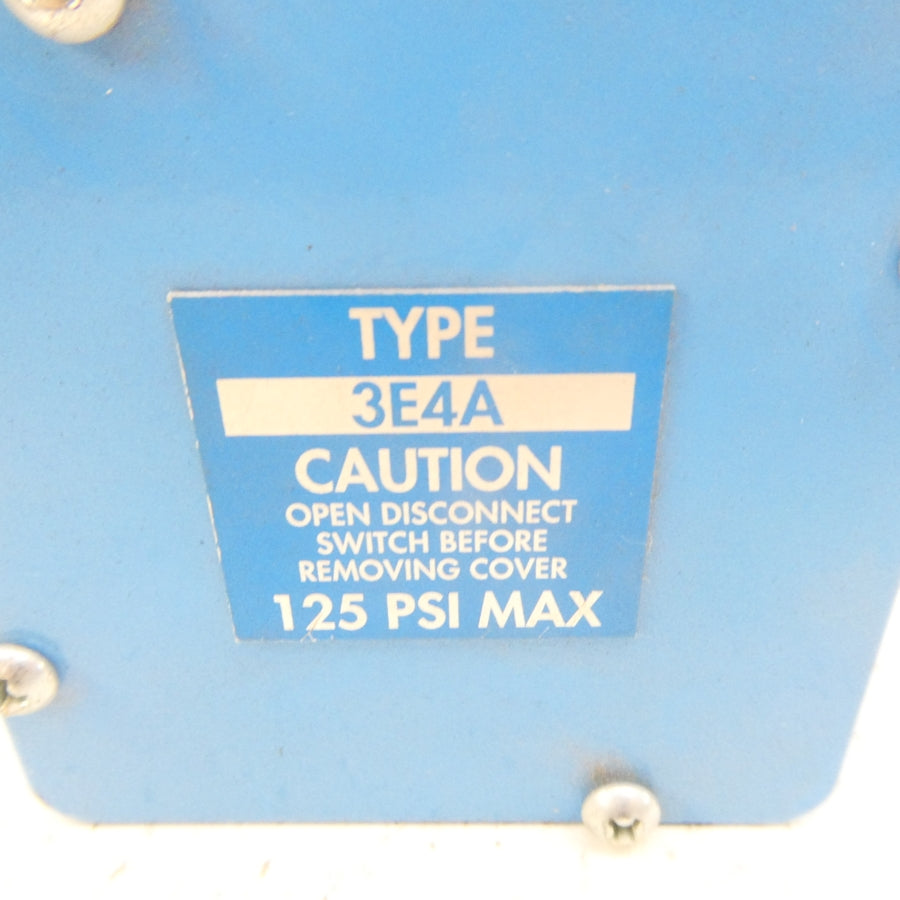 TYPE
3E4A
CAUTION
OPEN DISCONNECT
SWITCH BEFORE
REMOVING COVER
125 PSI MAX